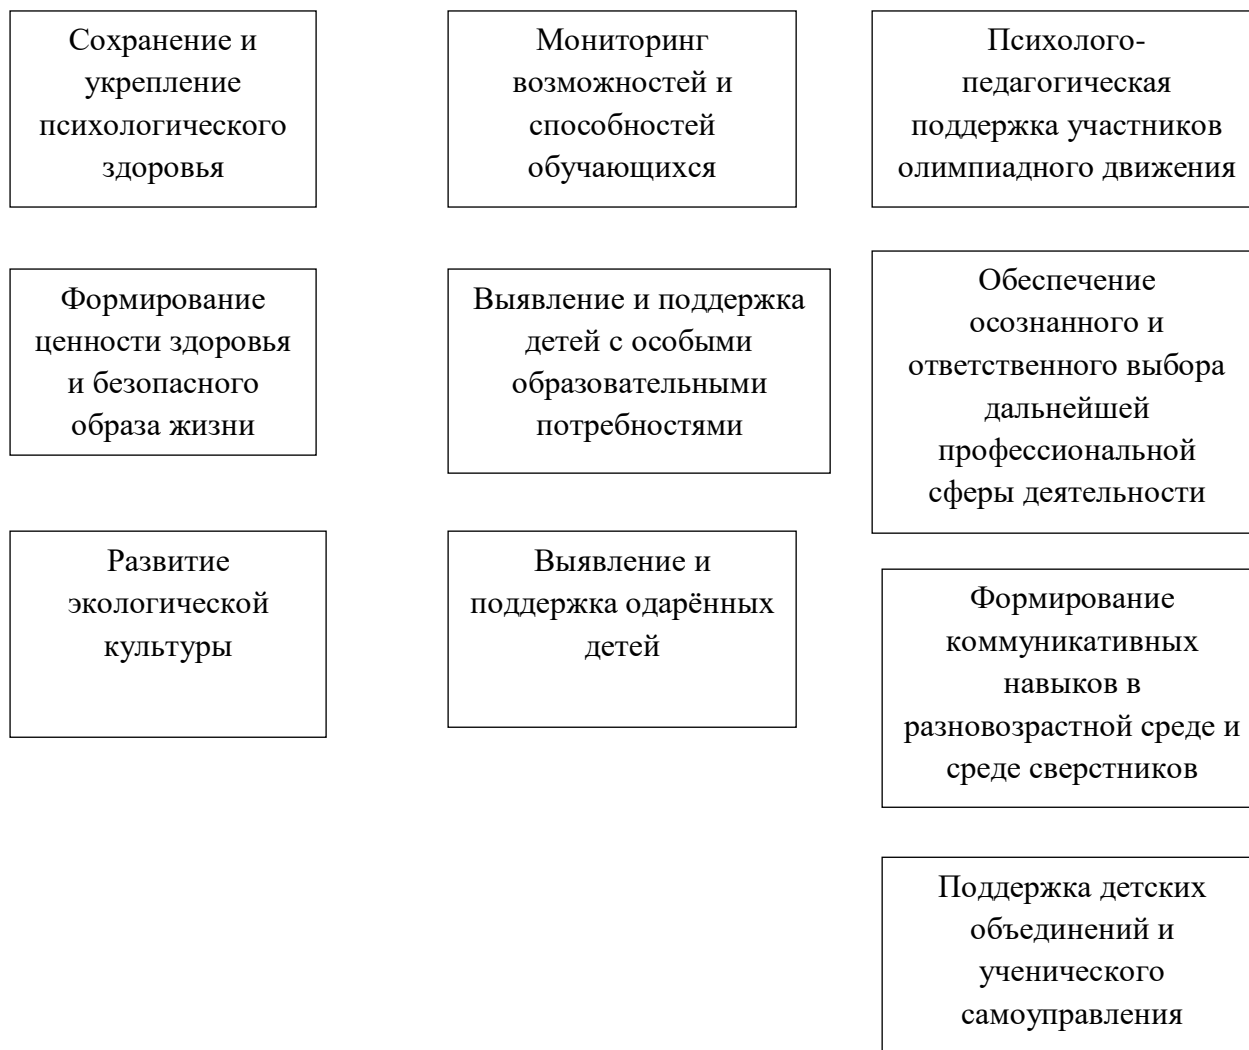 Сохранение и
укрепление
психологического
здоровья
Мониторинг
возможностей и
способностей
обучающихся
Психолого-
педагогическая
поддержка участников
олимпиадного движения
Формирование
ценности здоровья
и безопасного
образа жизни
Выявление и поддержка
детей с особыми
образовательными
потребностями
Обеспечение
осознанного и
ответственного выбора
дальнейшей
профессиональной
сферы деятельности
Развитие
экологической
культуры
Выявление и
поддержка одарённых
детей
Формирование
коммуникативных
навыков в
разновозрастной среде и
среде сверстников
Поддержка детских
объединений и
ученического
самоуправления